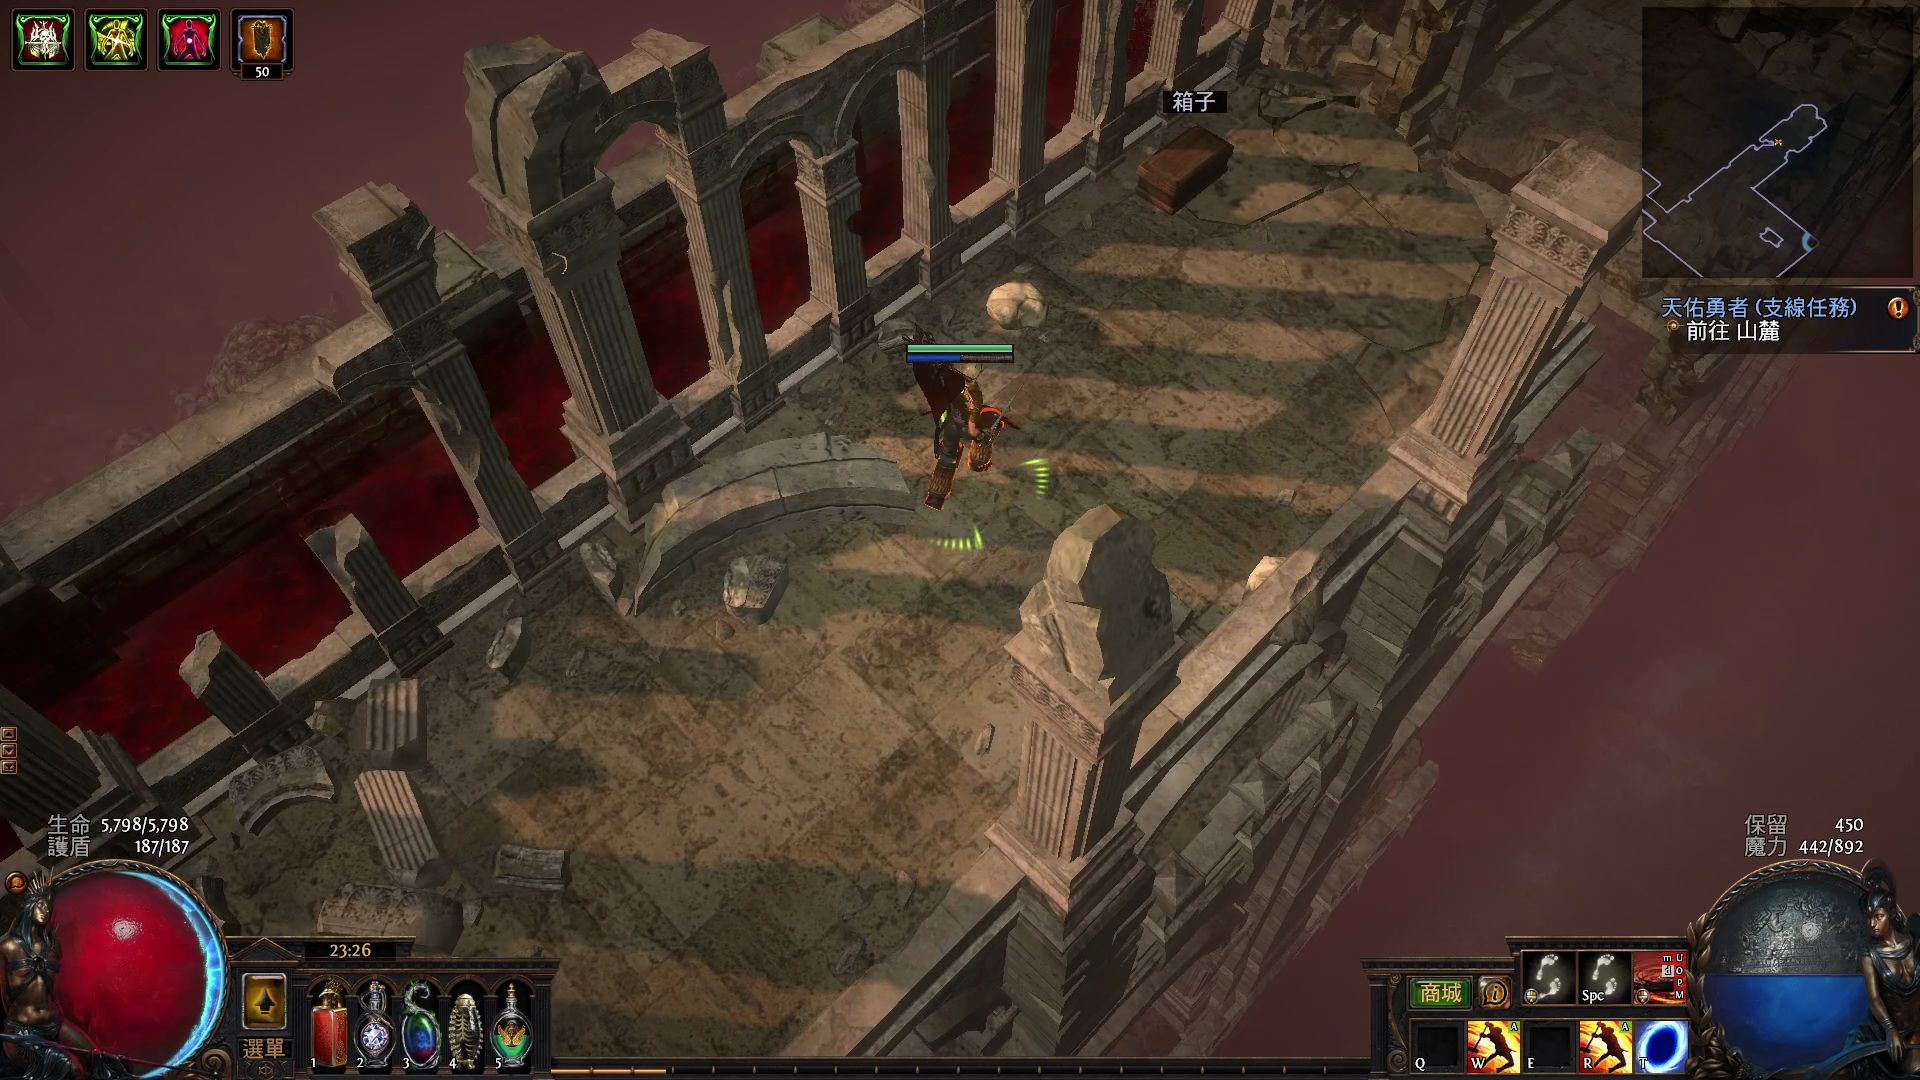 50
箱子
天佑勇者 (支線任務)
前往 山麓
生命 5,798/5,798
護盾 187/187
保留 450
魔力 442/892
23:26
選單
1 2 3 4 5
商城
Spc
Q W E R T
A A